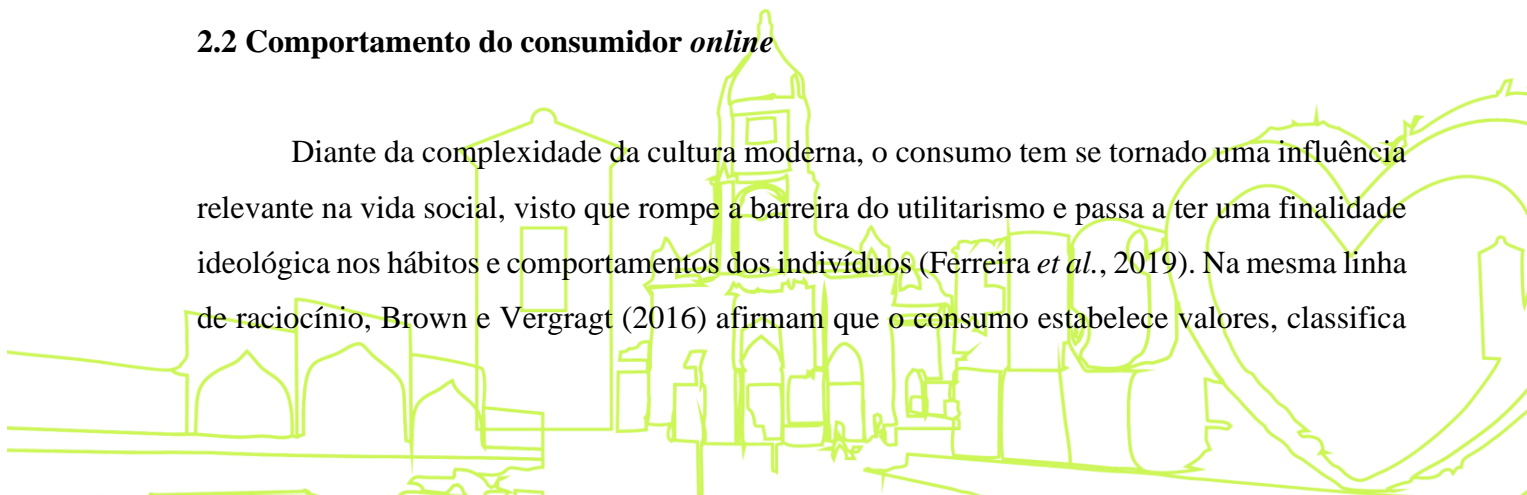 2.2 Comportamento do consumidor online
Diante da complexidade da cultura moderna, o consumo tem se tornado uma influência
relevante na vida social, visto que rompe a barreira do utilitarismo e passa a ter uma finalidade
ideológica nos hábitos e comportamentos dos indivíduos (Ferreira et al., 2019). Na mesma linha
de raciocínio, Brown e Vergragt (2016) afirmam que o consumo estabelece valores, classifica